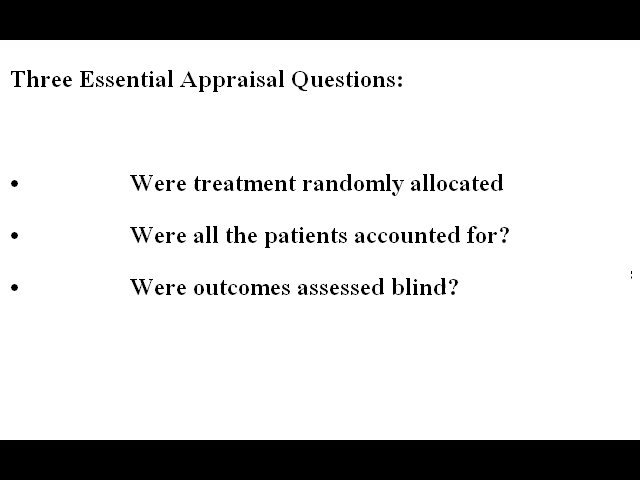 Three Essential Appraisal Questions:
• Were treatment randomly allocated
• Were all the patients accounted for?
• Were outcomes assessed blind?